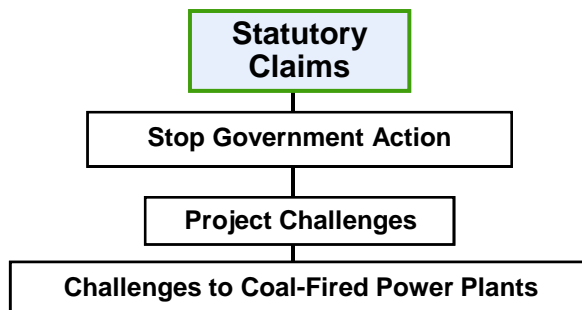 Statutory
Claims
Stop Government Action
Project Challenges
Challenges to Coal-Fired Power Plants